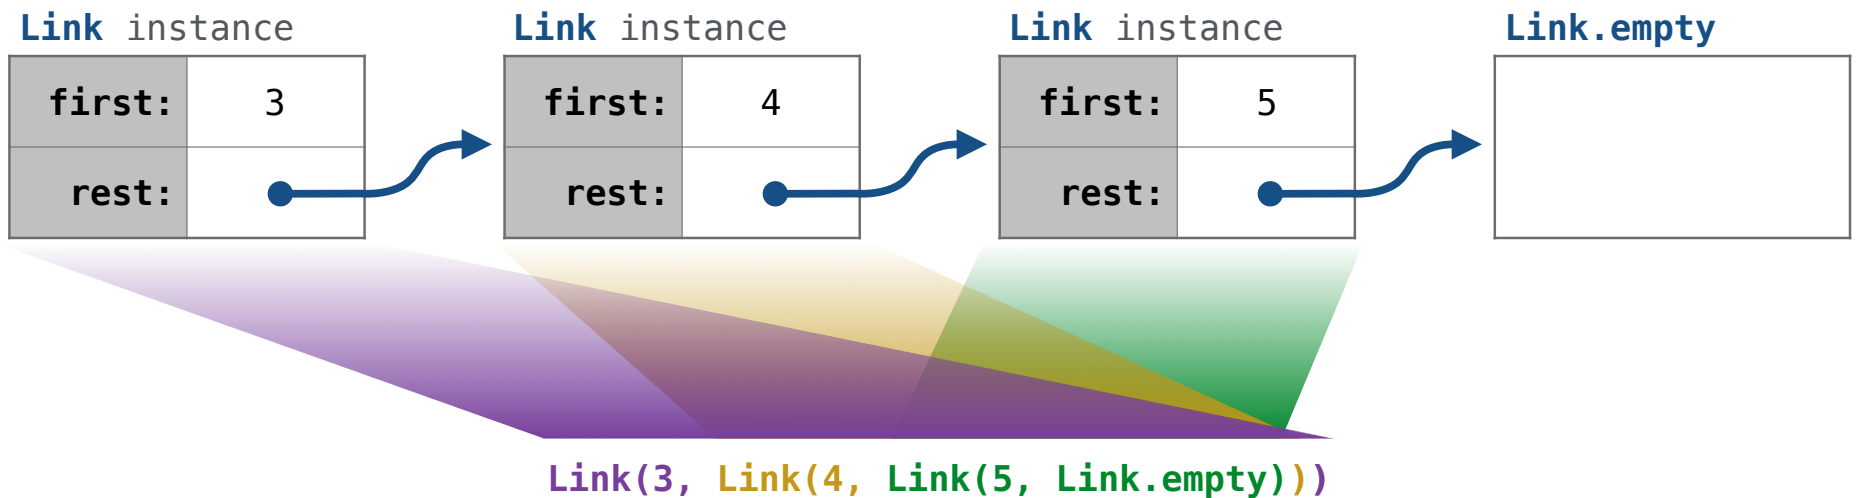 Link instance Link instance Link instance Link.empty
first: 3 first: 4 first: 5
rest: rest: rest:
Link(3, Link(4, Link(5, Link.empty)))